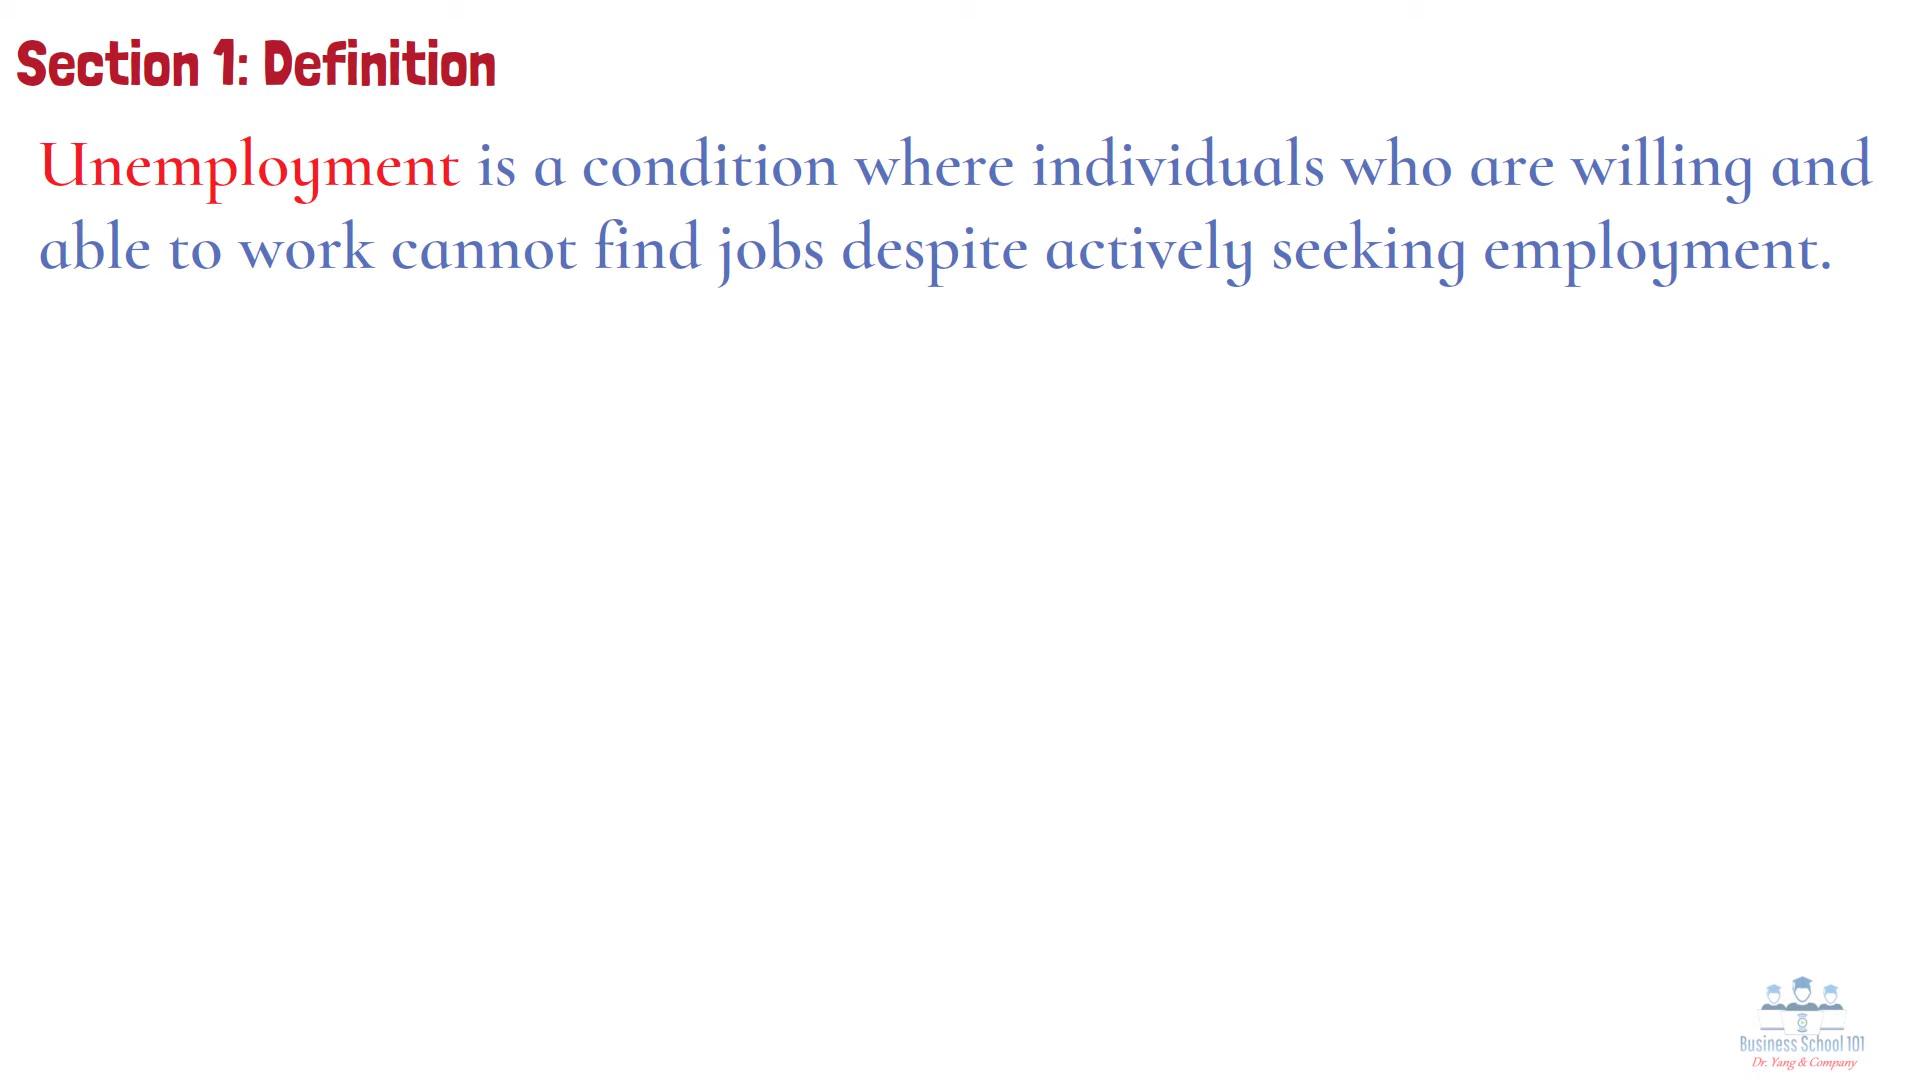 Section 1: Definition
Unemployment is a condition where individuals who are willing and
able to work cannot find jobs despite actively seeking employment.
Business School 101
Dr. Yang & Company